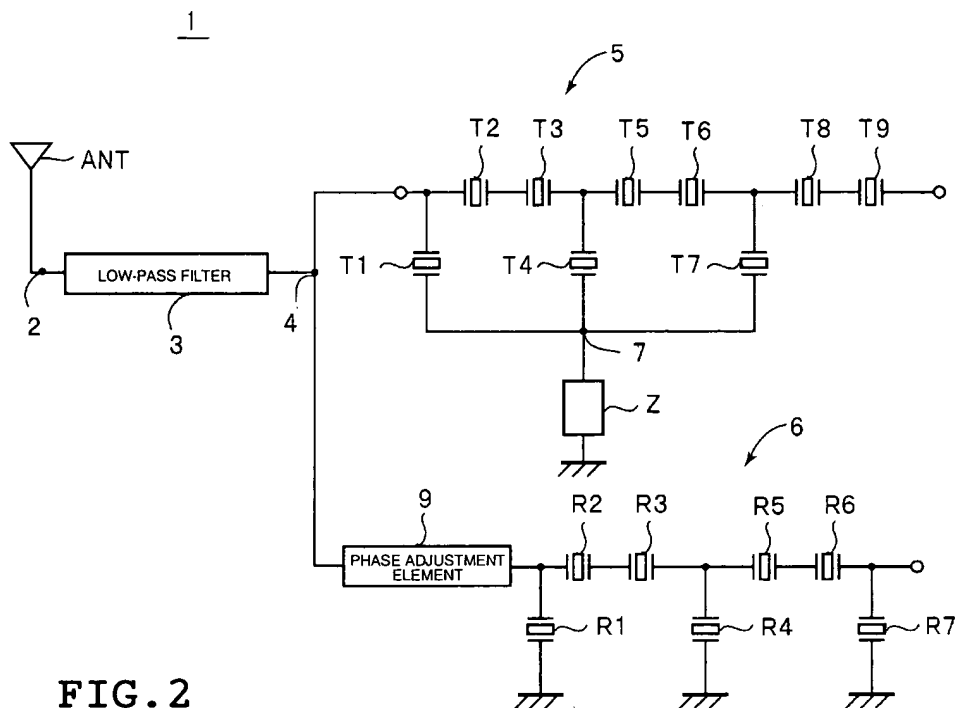 1
5
T2 T3 T5 T6 T8 T9
ANT
LOW-PASS FILTER
T1 T4 T7
2 3 4
7
Z
6
9
R2 R3 R5 R6
PHASE ADJUSTMENT
ELEMENT
R1 R4 R7
FIG.2